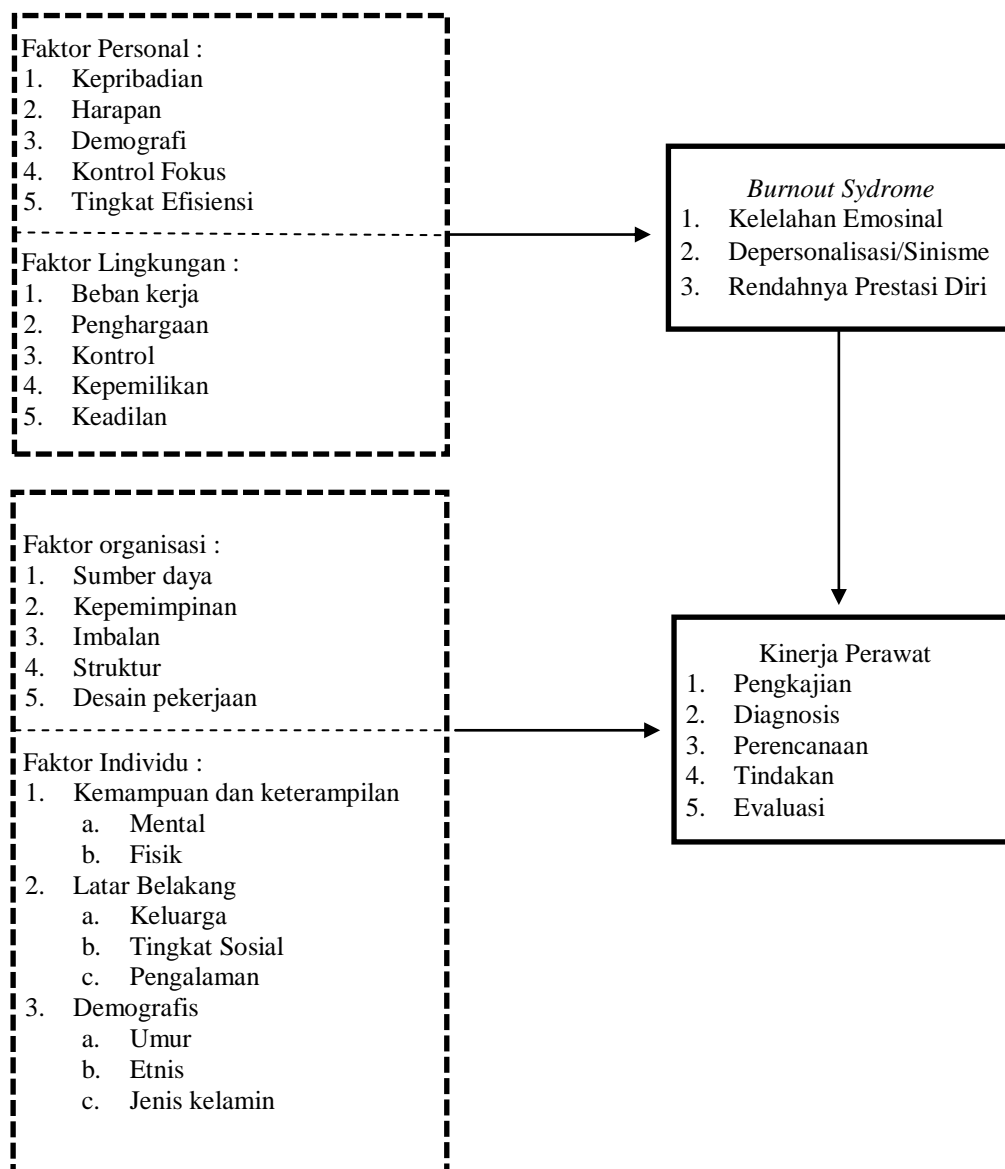 Faktor Personal :
1. Kepribadian
2. Harapan
3. Demografi
4. Kontrol Fokus
5. Tingkat Efisiensi
Faktor Lingkungan :
1. Beban kerja
2. Penghargaan
3. Kontrol
4. Kepemilikan
5. Keadilan
Burnout Sydrome
1. Kelelahan Emosinal
2. Depersonalisasi/Sinisme
3. Rendahnya Prestasi Diri
Faktor organisasi :
1. Sumber daya
2. Kepemimpinan
3. Imbalan
4. Struktur
5. Desain pekerjaan
Faktor Individu :
1. Kemampuan dan keterampilan
a. Mental
b. Fisik
2. Latar Belakang
a. Keluarga
b. Tingkat Sosial
c. Pengalaman
3. Demografis
a. Umur
b. Etnis
c. Jenis kelamin
Kinerja Perawat
1. Pengkajian
2. Diagnosis
3. Perencanaan
4. Tindakan
5. Evaluasi